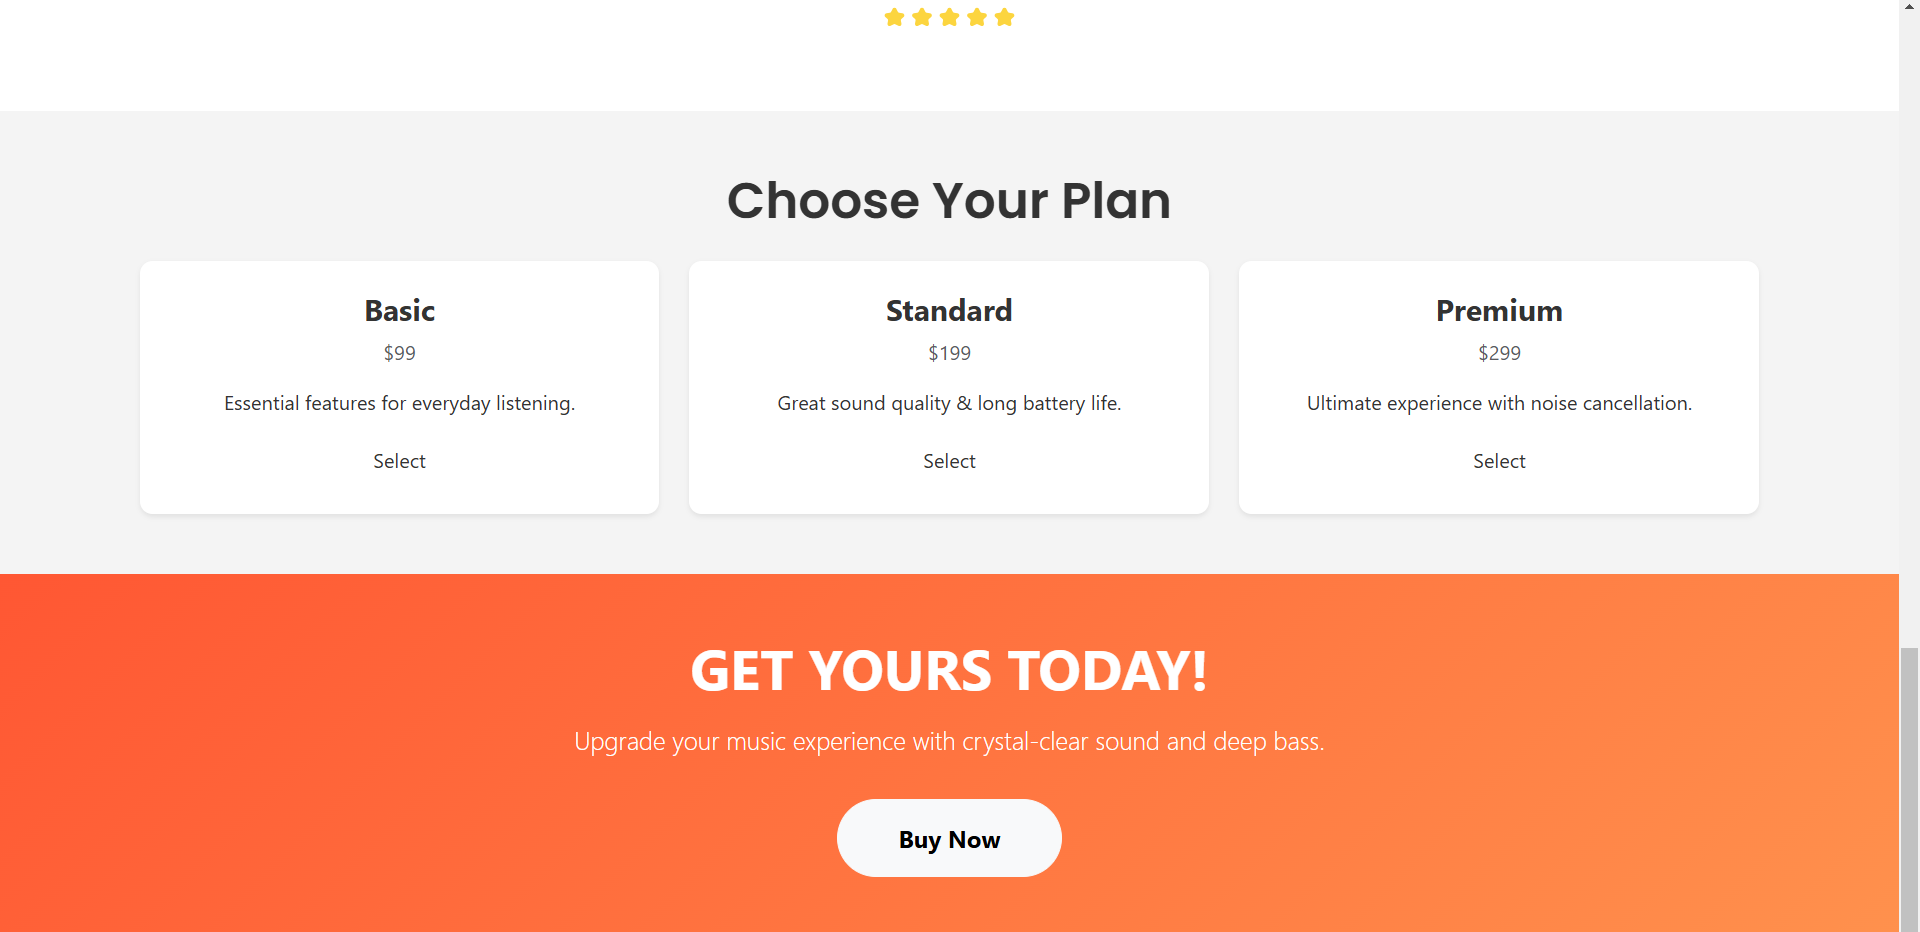 Choose Your Plan
Basic
$99
Essential features for everyday listening.
Select
Standard
$199
Great sound quality & long battery life.
Select
Premium
$299
Ultimate experience with noise cancellation.
Select
GET YOURS TODAY!
Upgrade your music experience with crystal-clear sound and deep bass.
Buy Now